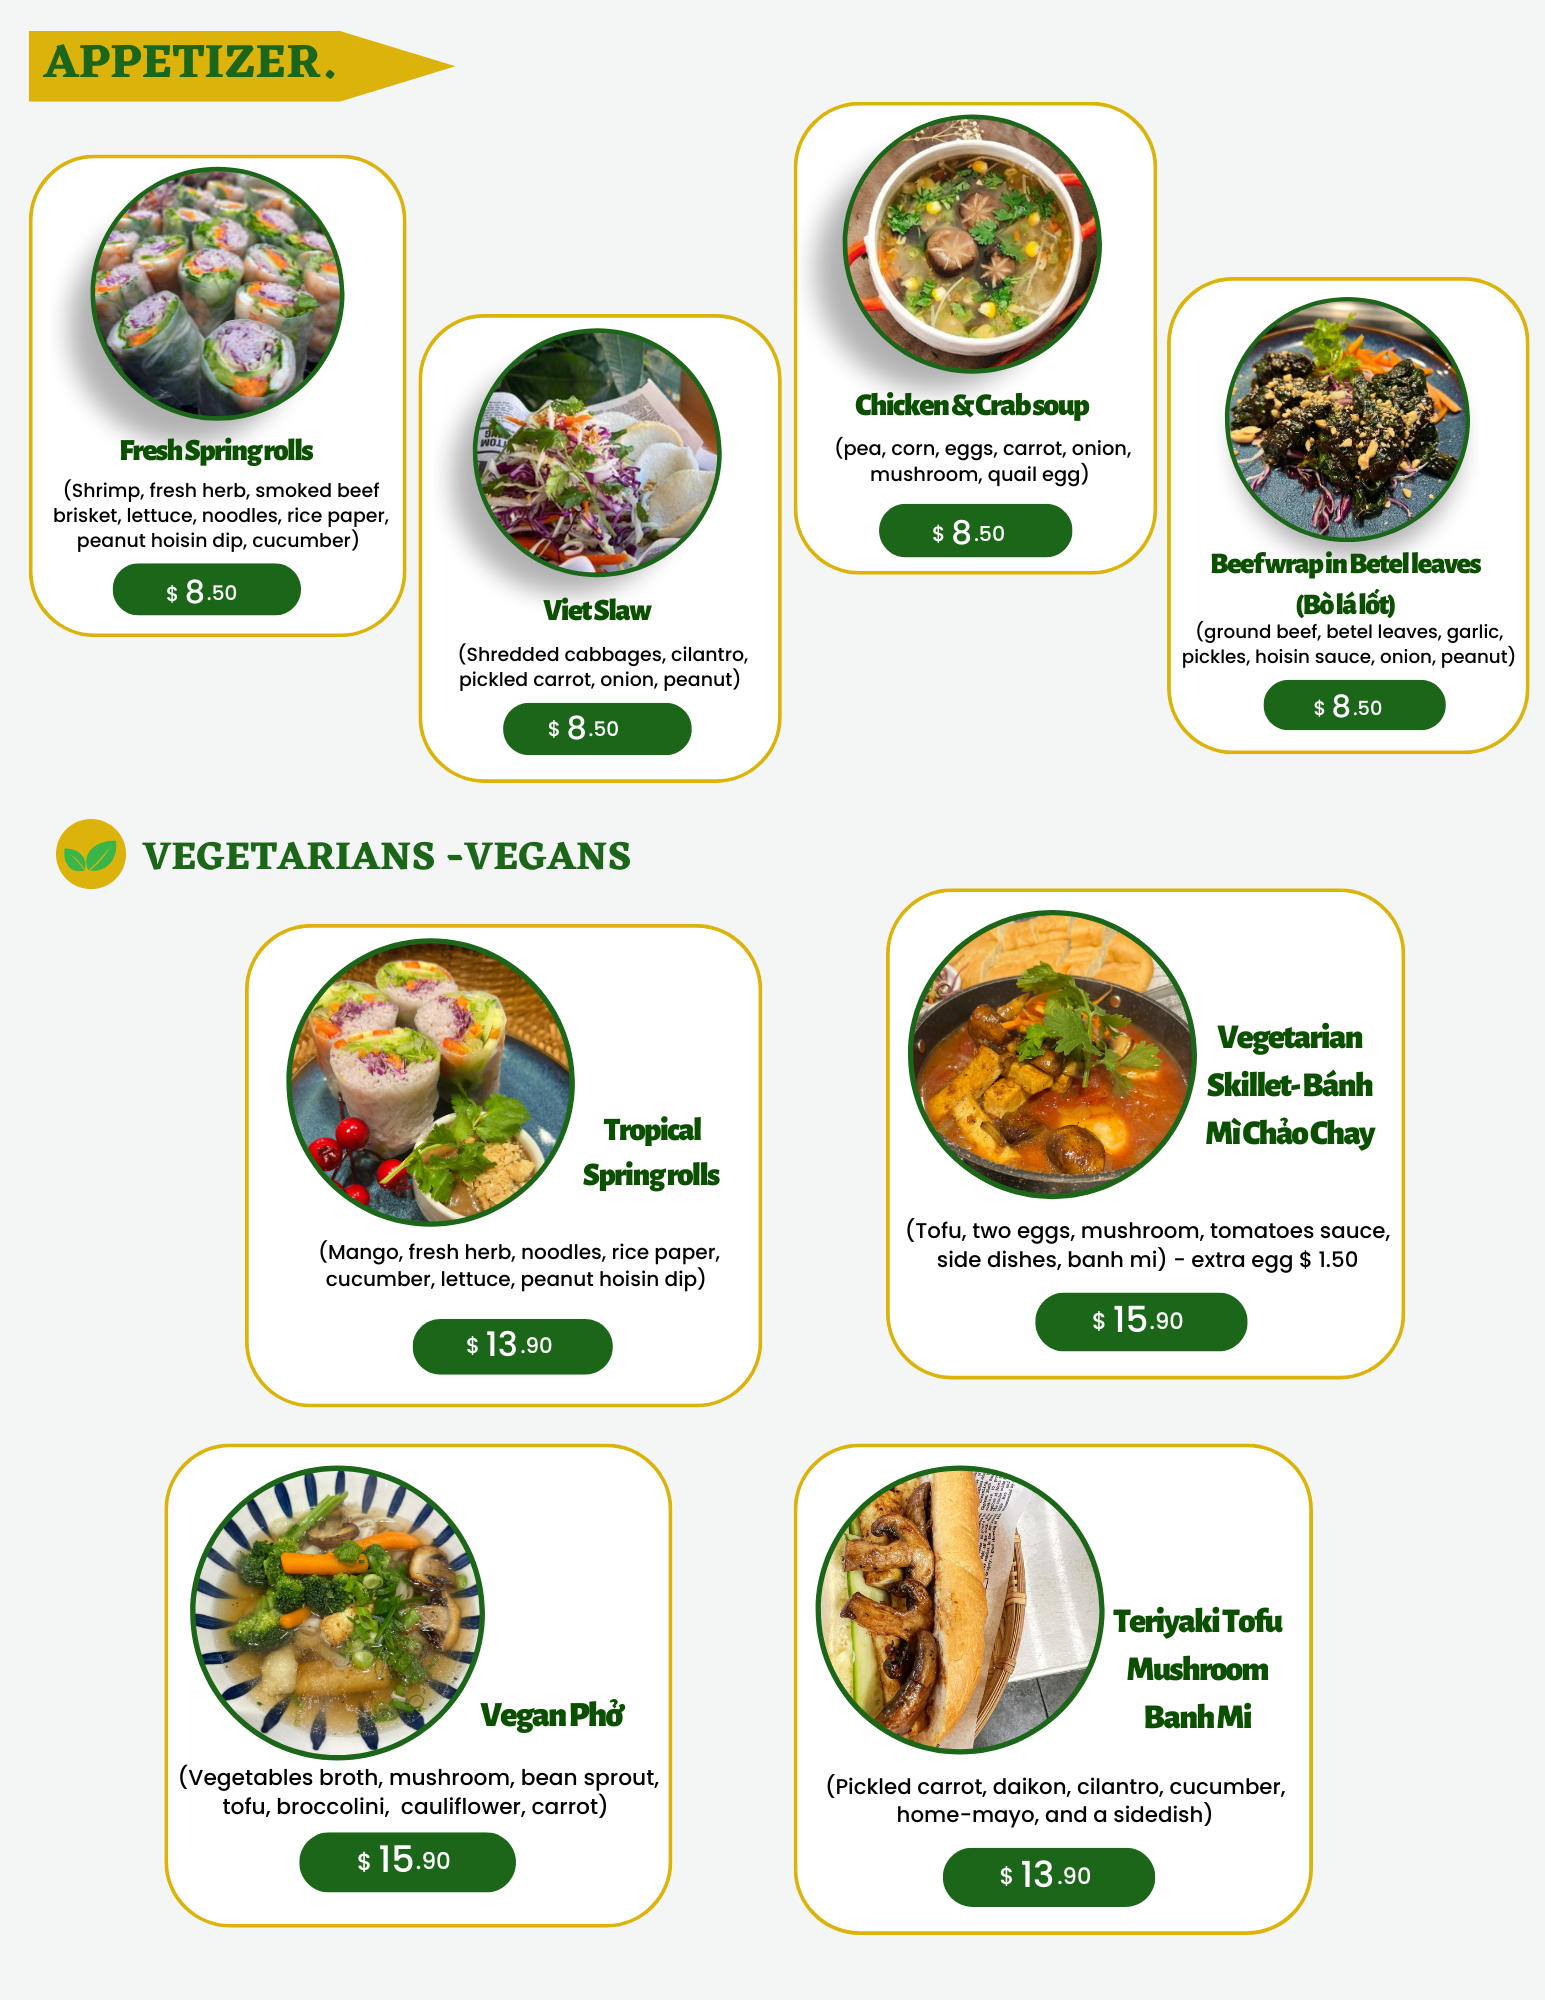 APPETIZER.
Fresh Spring rolls
(Shrimp, fresh herb, smoked beef
brisket, lettuce, noodles, rice paper,
peanut hoisin dip, cucumber)
$ 8.50
Viet Slaw
(Shredded cabbages, cilantro,
pickled carrot, onion, peanut)
$ 8.50
Chicken & Crab soup
(pea, corn, eggs, carrot, onion,
mushroom, quail egg)
$ 8.50
Beef wrap in Betel leaves
(Bò lá lốt)
(ground beef, betel leaves, garlic,
pickles, hoisin sauce, onion, peanut)
$ 8.50
VEGETARIANS -VEGANS
Tropical
Spring rolls
(Mango, fresh herb, noodles, rice paper,
cucumber, lettuce, peanut hoisin dip)
$ 13.90
Vegetarian
Skillet- Bánh
Mì Chảo Chay
(Tofu, two eggs, mushroom, tomatoes sauce,
side dishes, banh mi) - extra egg $ 1.50
$ 15.90
Vegan Phở
(Vegetables broth, mushroom, bean sprout,
tofu, broccolini, cauliflower, carrot)
$ 15.90
Teriyaki Tofu
Mushroom
Banh Mi
(Pickled carrot, daikon, cilantro, cucumber,
home-mayo, and a sidedish)
$ 13.90